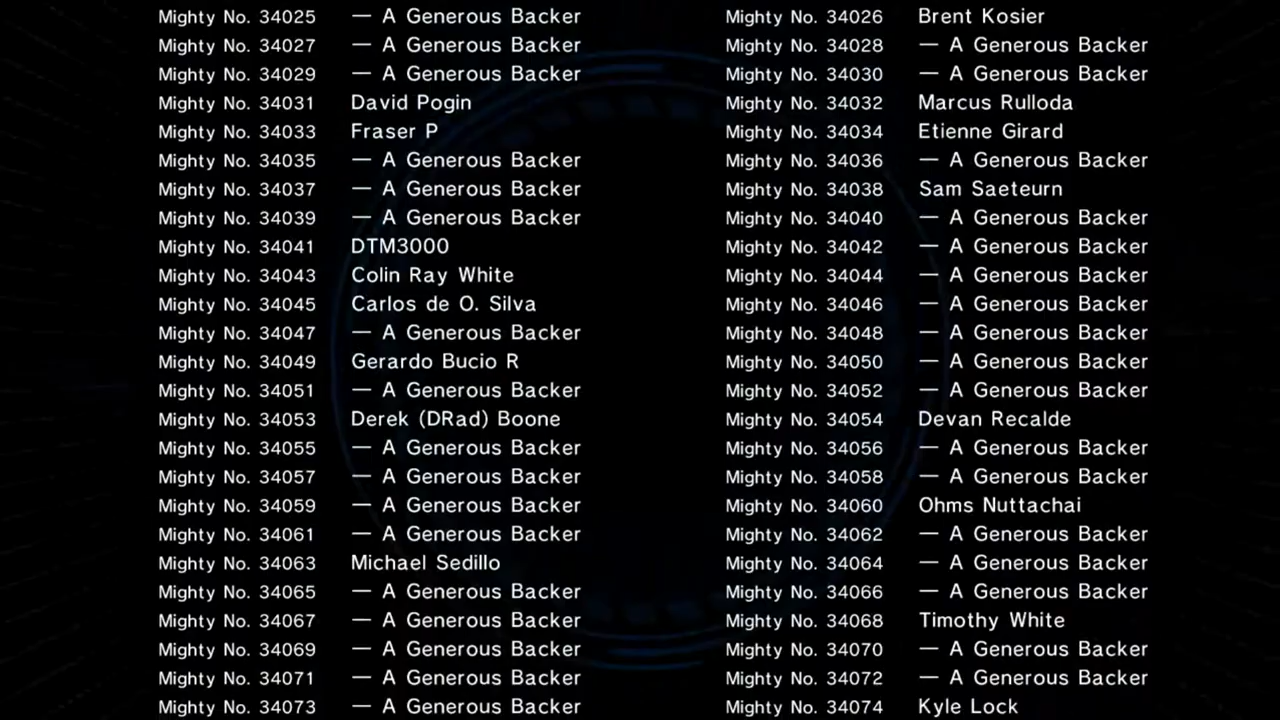 Mighty No. 34025 — A Generous Backer Mighty No. 34026 Brent Kosier
Mighty No. 34027 — A Generous Backer Mighty No. 34028 — A Generous Backer
Mighty No. 34029 — A Generous Backer Mighty No. 34030 — A Generous Backer
Mighty No. 34031 David Pogin Mighty No. 34032 Marcus Rulloda
Mighty No. 34033 Fraser P Mighty No. 34034 Etienne Girard
Mighty No. 34035 — A Generous Backer Mighty No. 34036 — A Generous Backer
Mighty No. 34037 — A Generous Backer Mighty No. 34038 Sam Saeteurn
Mighty No. 34039 — A Generous Backer Mighty No. 34040 — A Generous Backer
Mighty No. 34041 DTM3000 Mighty No. 34042 — A Generous Backer
Mighty No. 34043 Colin Ray White Mighty No. 34044 — A Generous Backer
Mighty No. 34045 Carlos de O. Silva Mighty No. 34046 — A Generous Backer
Mighty No. 34047 — A Generous Backer Mighty No. 34048 — A Generous Backer
Mighty No. 34049 Gerardo Bucio R Mighty No. 34050 — A Generous Backer
Mighty No. 34051 — A Generous Backer Mighty No. 34052 — A Generous Backer
Mighty No. 34053 Derek (DRad) Boone Mighty No. 34054 Devan Recalde
Mighty No. 34055 — A Generous Backer Mighty No. 34056 — A Generous Backer
Mighty No. 34057 — A Generous Backer Mighty No. 34058 — A Generous Backer
Mighty No. 34059 — A Generous Backer Mighty No. 34060 Ohms Nuttachai
Mighty No. 34061 — A Generous Backer Mighty No. 34062 — A Generous Backer
Mighty No. 34063 Michael Sedillo Mighty No. 34064 — A Generous Backer
Mighty No. 34065 — A Generous Backer Mighty No. 34066 — A Generous Backer
Mighty No. 34067 — A Generous Backer Mighty No. 34068 Timothy White
Mighty No. 34069 — A Generous Backer Mighty No. 34070 — A Generous Backer
Mighty No. 34071 — A Generous Backer Mighty No. 34072 — A Generous Backer
Mighty No. 34073 — A Generous Backer Mighty No. 34074 Kyle Lock